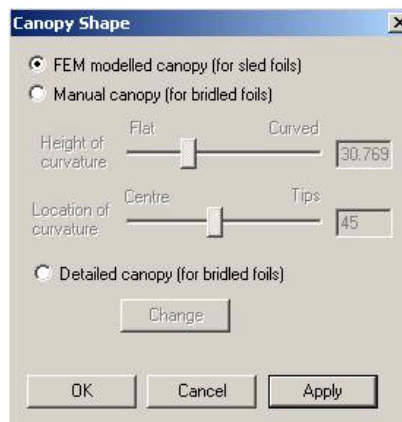 Canopy Shape
FEM modelled canopy (for sled foils)
Manual canopy (for bridled foils)
Flat Curved
Height of
curvature
30.769
Centre Tips
Location of
curvature
45
Detailed canopy (for bridled foils)
Change
OK Cancel Apply